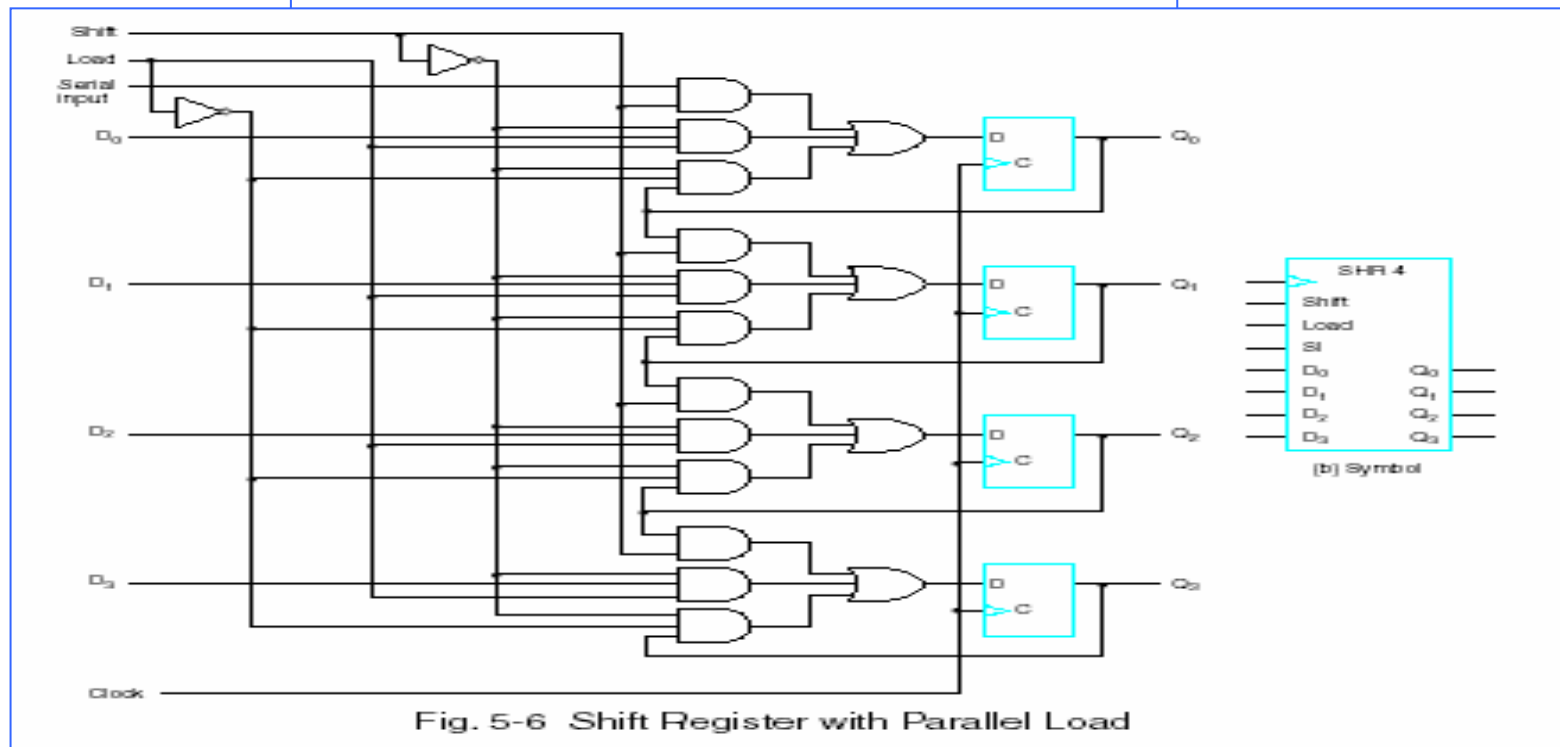 Shift
Load
Serial
input
D₀
D
C
Q₀
D₁
D
C
Q₁
D₂
D
C
Q₂
D₃
D
C
Q₃
Clock
SHR 4
Shift
Load
SI
D₀ Q₀
D₁ Q₁
D₂ Q₂
D₃ Q₃
(b) Symbol
Fig. 5-6 Shift Register with Parallel Load